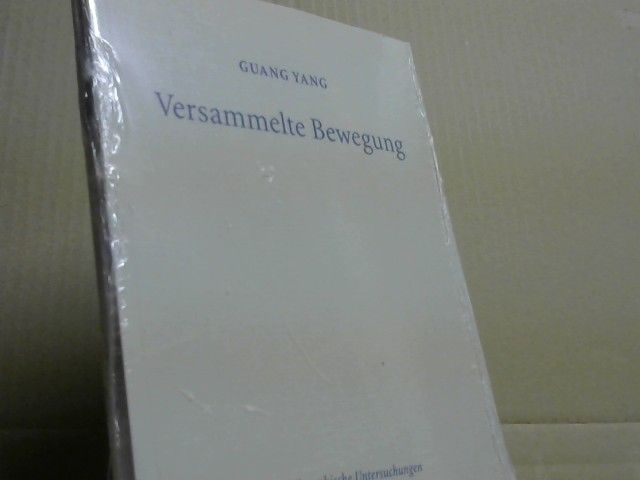 GUANG YANG
Versammelte Bewegung
Untersuchungen